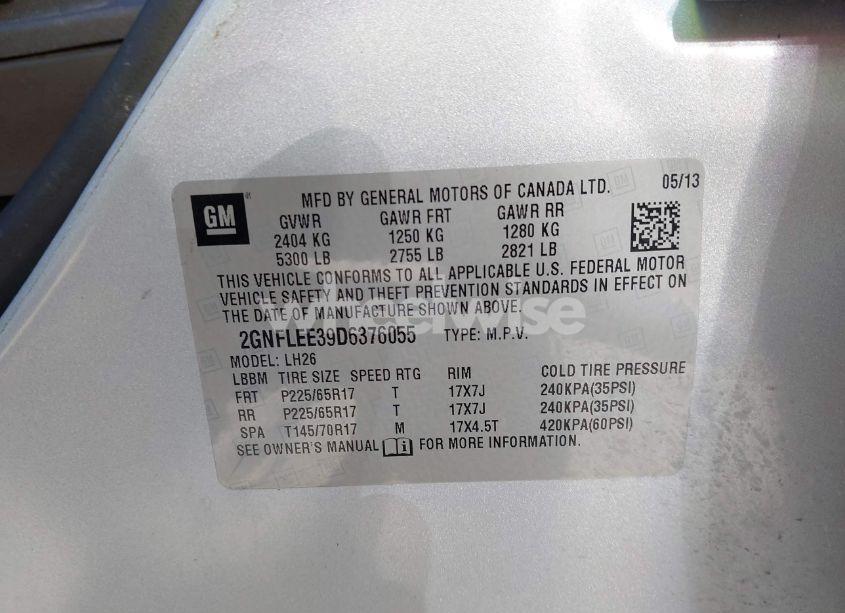 GM
MFD BY GENERAL MOTORS OF CANADA LTD. 05/13
GVWR GAWR FRT GAWR RR
2404 KG 1250 KG 1280 KG
5300 LB 2755 LB 2821 LB
THIS VEHICLE CONFORMS TO ALL APPLICABLE U.S. FEDERAL MOTOR
VEHICLE SAFETY AND THEFT PREVENTION STANDARDS IN EFFECT ON
THE DATE OF MANUFACTURE SHOWN ABOVE.
wheelwise
2GNFLEE39D6376055 TYPE: M.P.V.
MODEL: LH26
LBBM TIRE SIZE SPEED RTG RIM COLD TIRE PRESSURE
FRT P225/65R17 T 17X7J 240KPA(35PSI)
RR P225/65R17 T 17X7J 240KPA(35PSI)
SPA T145/70R17 M 17X4.5T 420KPA(60PSI)
SEE OWNER'S MANUAL FOR MORE INFORMATION.